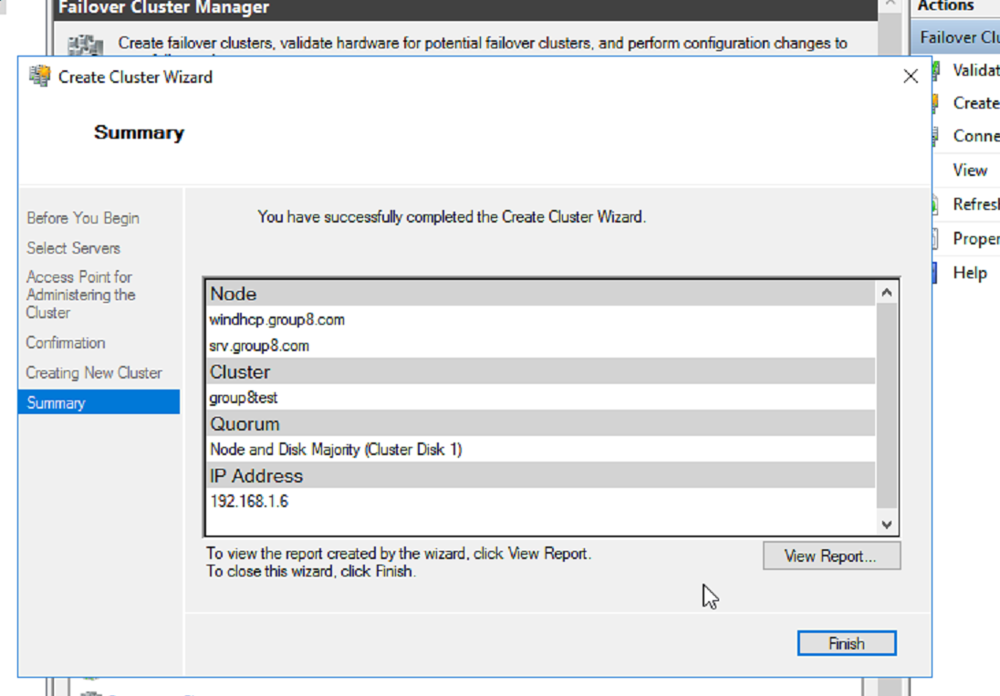 Failover Cluster Manager
Actions
Create failover clusters, validate hardware for potential failover clusters, and perform configuration changes to
Failover Clu
Create Cluster Wizard
Validat
Create
Summary
Conne
View
Before You Begin
You have successfully completed the Create Cluster Wizard.
Refresh
Select Servers
Proper
Access Point for
Administering the
Cluster
Help
Node
windhcp.group8.com
Confirmation
srv.group8.com
Creating New Cluster
Cluster
Summary
group8test
Quorum
Node and Disk Majority (Cluster Disk 1)
IP Address
192.168.1.6
To view the report created by the wizard, click View Report.
To close this wizard, click Finish.
View Report...
Finish